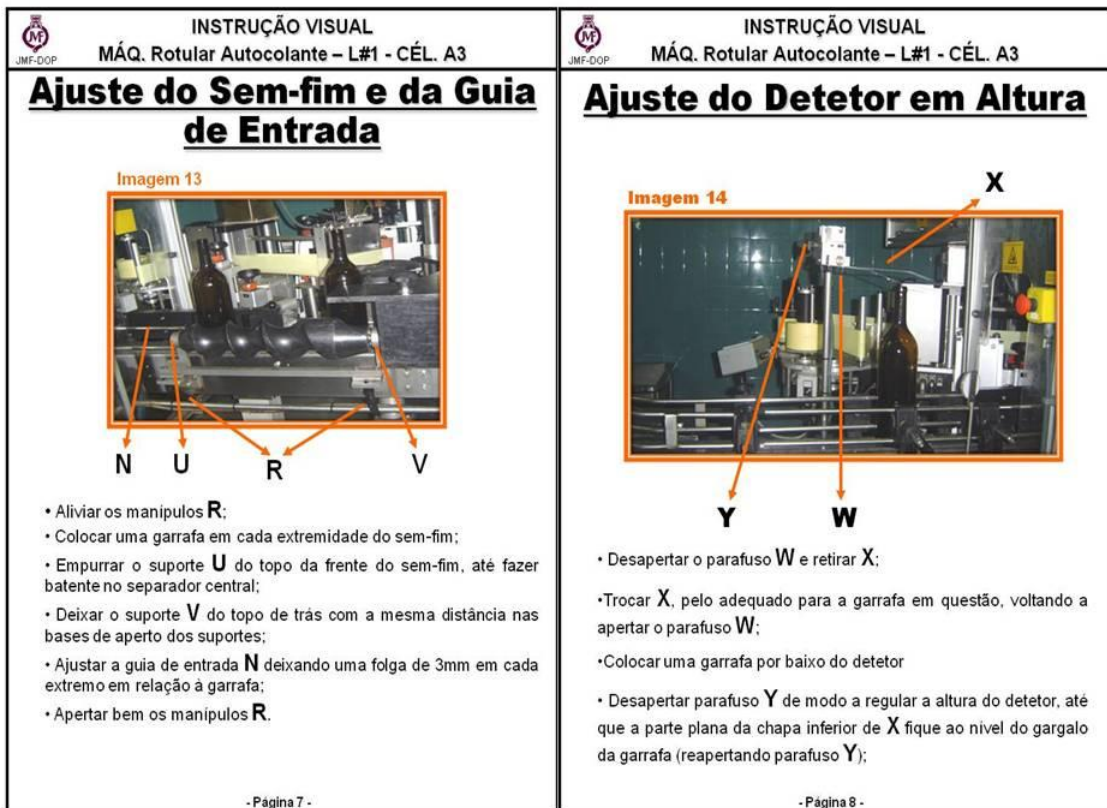 JMF
JMF-DOP
INSTRUÇÃO VISUAL
MÁQ. Rotular Autocolante – L#1 - CÉL. A3
Ajuste do Sem-fim e da Guia
de Entrada
Imagem 13
N U R V
• Aliviar os manípulos R;
• Colocar uma garrafa em cada extremidade do sem-fim;
• Empurrar o suporte U do topo da frente do sem-fim, até fazer
batente no separador central;
• Deixar o suporte V do topo de trás com a mesma distância nas
bases de aperto dos suportes;
• Ajustar a guia de entrada N deixando uma folga de 3mm em cada
extremo em relação à garrafa;
• Apertar bem os manípulos R.
- Página 7 -
JMF
JMF-DOP
INSTRUÇÃO VISUAL
MÁQ. Rotular Autocolante – L#1 - CÉL. A3
Ajuste do Detetor em Altura
X
Imagem 14
Y W
• Desapertar o parafuso W e retirar X;
•Trocar X, pelo adequado para a garrafa em questão, voltando a
apertar o parafuso W;
•Colocar uma garrafa por baixo do detetor
• Desapertar parafuso Y de modo a regular a altura do detetor, até
que a parte plana da chapa inferior de X fique ao nível do gargalo
da garrafa (reapertando parafuso Y);
- Página 8 -